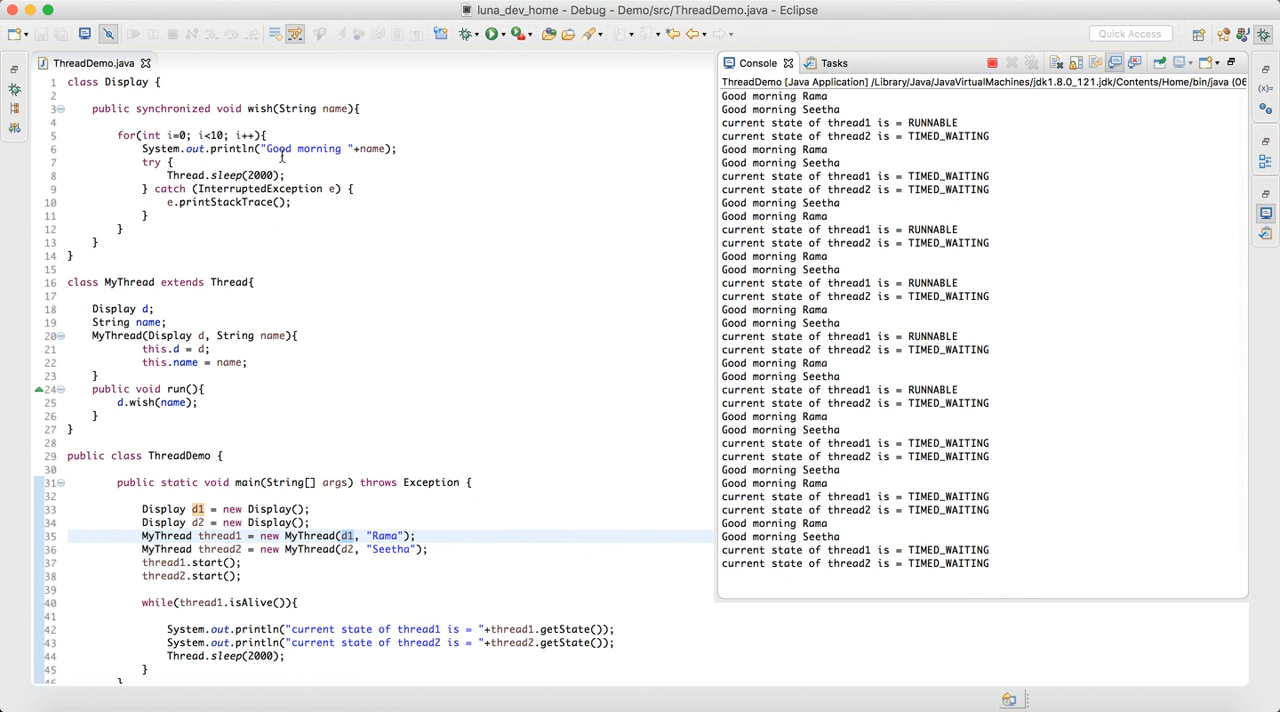 luna_dev_home - Debug - Demo/src/ThreadDemo.java - Eclipse
Quick Access
ThreadDemo.java
1 class Display {
2
3 public synchronized void wish(String name){
4
5 for(int i=0; i<10; i++){
6 System.out.println("Good morning "+name);
7 try {
8 Thread.sleep(2000);
9 } catch (InterruptedException e) {
10 e.printStackTrace();
11 }
12 }
13 }
14 }
15
16 class MyThread extends Thread{
17
18 Display d;
19 String name;
20 MyThread(Display d, String name){
21 this.d = d;
22 this.name = name;
23 }
24 public void run(){
25 d.wish(name);
26 }
27 }
28
29 public class ThreadDemo {
30
31 public static void main(String[] args) throws Exception {
32
33 Display d1 = new Display();
34 Display d2 = new Display();
35 MyThread thread1 = new MyThread(d1, "Rama");
36 MyThread thread2 = new MyThread(d2, "Seetha");
37 thread1.start();
38 thread2.start();
39
40 while(thread1.isAlive()){
41
42 System.out.println("current state of thread1 is = "+thread1.getState());
43 System.out.println("current state of thread2 is = "+thread2.getState());
44 Thread.sleep(2000);
45 }
46 }
Console Tasks
ThreadDemo [Java Application] /Library/Java/JavaVirtualMachines/jdk1.8.0_121.jdk/Contents/Home/bin/java (06
Good morning Rama
Good morning Seetha
current state of thread1 is = RUNNABLE
current state of thread2 is = TIMED_WAITING
Good morning Rama
Good morning Seetha
current state of thread1 is = TIMED_WAITING
current state of thread2 is = TIMED_WAITING
Good morning Seetha
Good morning Rama
current state of thread1 is = RUNNABLE
current state of thread2 is = TIMED_WAITING
Good morning Rama
Good morning Seetha
current state of thread1 is = RUNNABLE
current state of thread2 is = TIMED_WAITING
Good morning Rama
Good morning Seetha
current state of thread1 is = RUNNABLE
current state of thread2 is = TIMED_WAITING
Good morning Rama
Good morning Seetha
current state of thread1 is = RUNNABLE
current state of thread2 is = TIMED_WAITING
Good morning Rama
Good morning Seetha
current state of thread1 is = TIMED_WAITING
current state of thread2 is = TIMED_WAITING
Good morning Seetha
Good morning Rama
current state of thread1 is = TIMED_WAITING
current state of thread2 is = TIMED_WAITING
Good morning Rama
Good morning Seetha
current state of thread1 is = TIMED_WAITING
current state of thread2 is = TIMED_WAITING